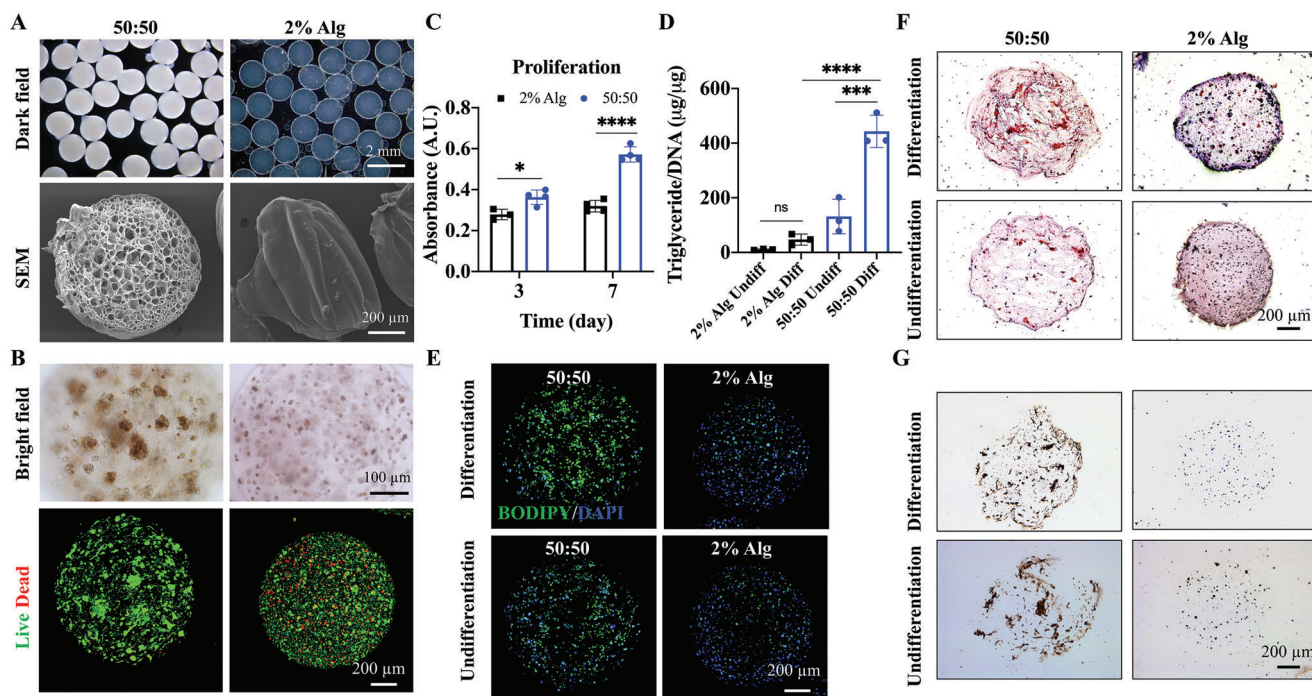 A
50:50
2% Alg
Dark field
2 mm
SEM
200 µm
B
Bright field
100 µm
Live Dead
200 µm
C
Proliferation
2% Alg
50:50
Absorbance (A.U.)
0.8
0.6
0.4
0.2
0.0
*
****
3
7
Time (day)
D
Triglyceride/DNA (µg/µg)
600
400
200
0
ns
****
***
2% Alg Undiff
2% Alg Diff
50:50 Undiff
50:50 Diff
E
50:50
2% Alg
Differentiation
BODIPY/DAPI
50:50
2% Alg
Undifferentiation
200 µm
F
50:50
2% Alg
Differentiation
Undifferentiation
200 µm
G
Differentiation
Undifferentiation
200 µm